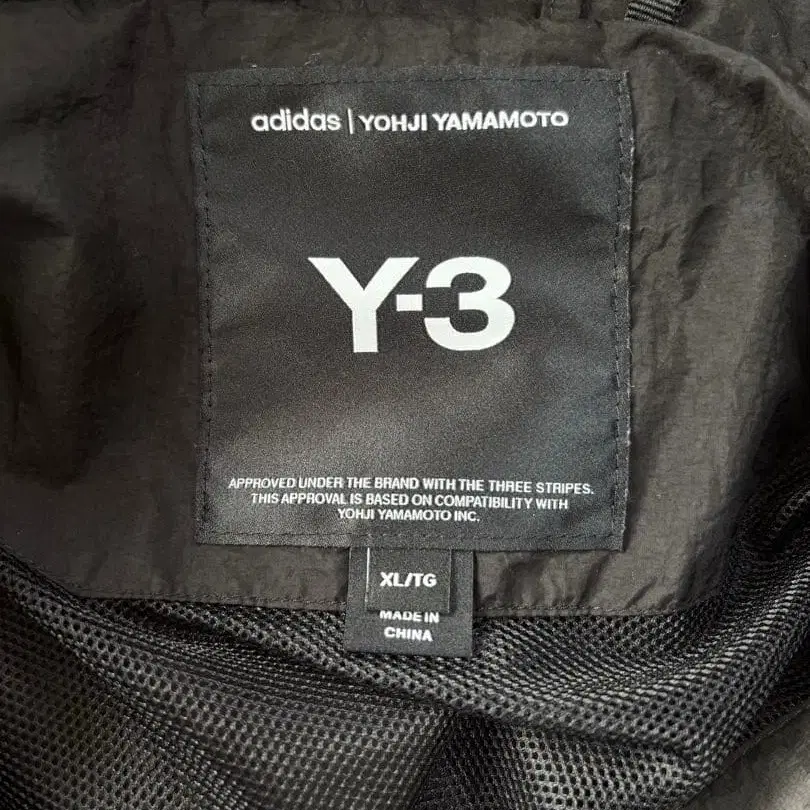 adidas | YOHJI YAMAMOTO
Y-3
APPROVED UNDER THE BRAND WITH THE THREE STRIPES.
THIS APPROVAL IS BASED ON COMPATIBILITY WITH
YOHJI YAMAMOTO INC.
XL/TG
MADE IN
CHINA